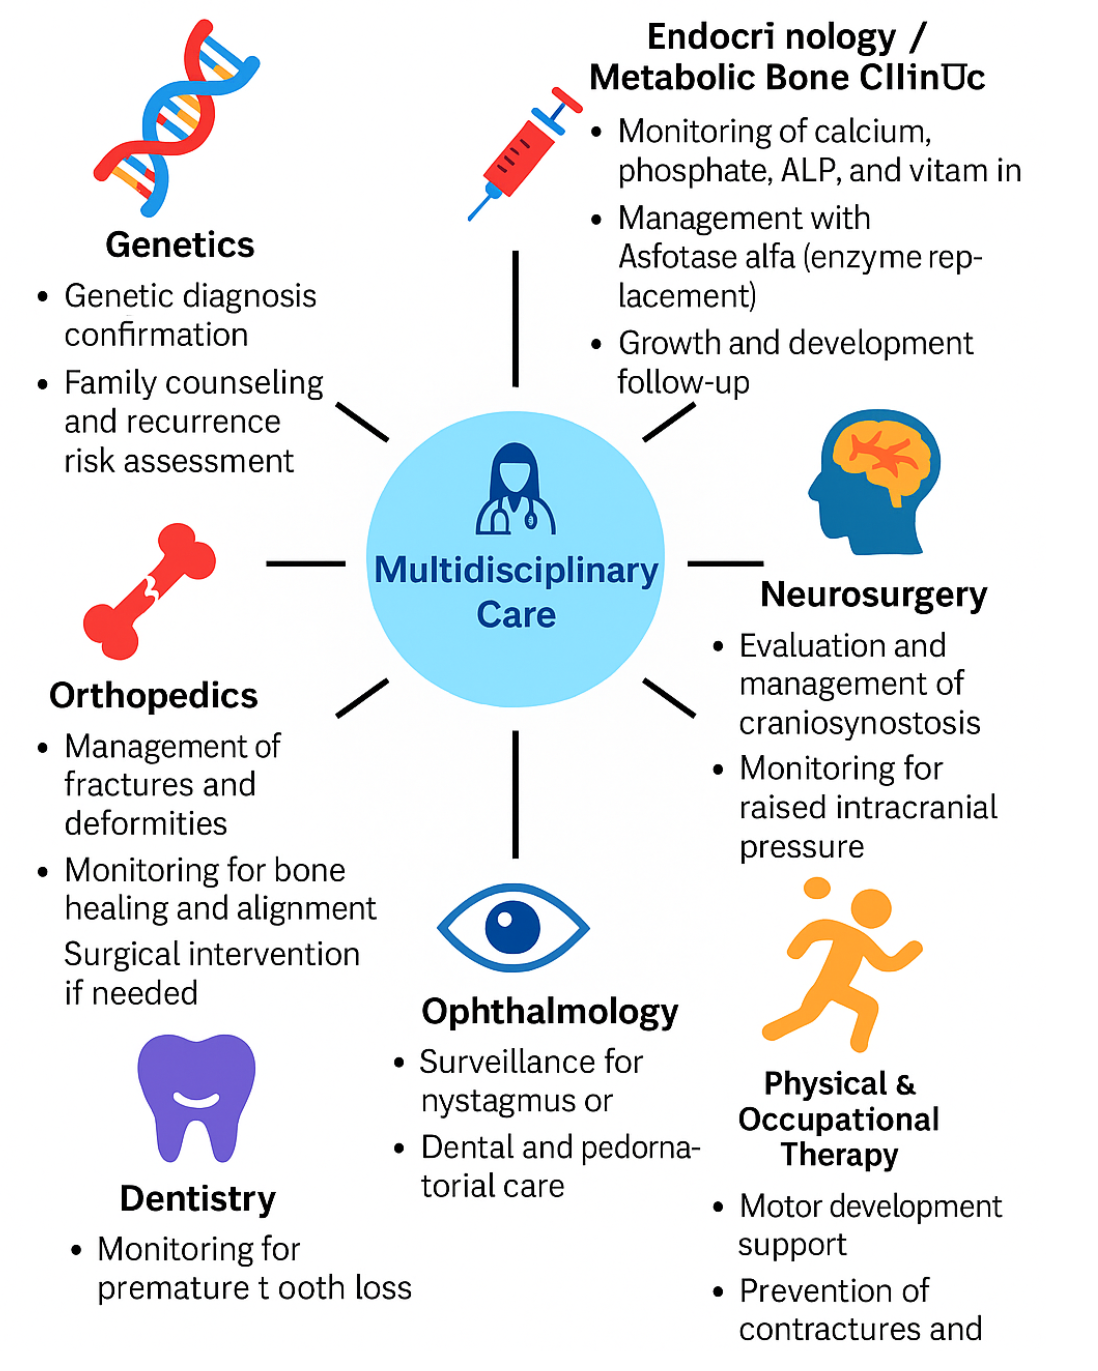 Endocri nology /
Metabolic Bone ClIinUc
• Monitoring of calcium,
phosphate, ALP, and vitam in
• Management with
Asfotase alfa (enzyme rep-
lacement)
• Growth and development
follow-up
Genetics
• Genetic diagnosis
confirmation
• Family counseling
and recurrence
risk assessment
Multidisciplinary
Care
Neurosurgery
• Evaluation and
management of
craniosynostosis
• Monitoring for
raised intracranial
pressure
Orthopedics
• Management of
fractures and
deformities
• Monitoring for bone
healing and alignment
Surgical intervention
if needed
Ophthalmology
• Surveillance for
nystagmus or
• Dental and pedorna-
torial care
Physical &
Occupational
Therapy
• Motor development
support
• Prevention of
contractures and
Dentistry
• Monitoring for
premature t ooth loss